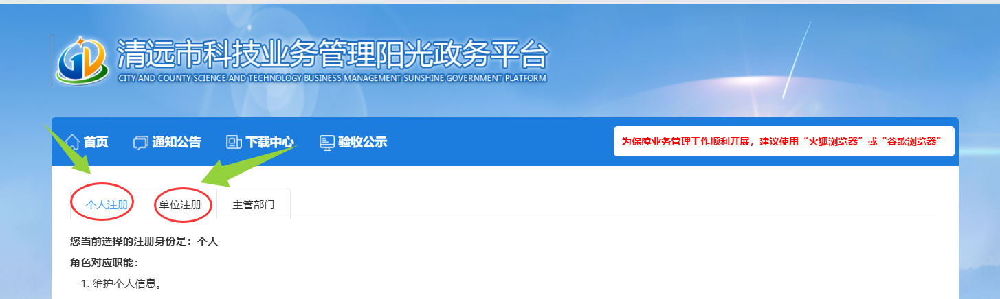 清远市科技业务管理阳光政务平台
CITY AND COUNTY SCIENCE AND TECHNOLOGY BUSINESS MANAGEMENT SUNSHINE GOVERNMENT PLATFORM
首页 通知公告 下载中心 验收公示 为保障业务管理工作顺利开展，建议使用“火狐浏览器”或“谷歌浏览器”
个人注册 单位注册 主管部门
您当前选择的注册身份是：个人
角色对应职能：
1. 维护个人信息。